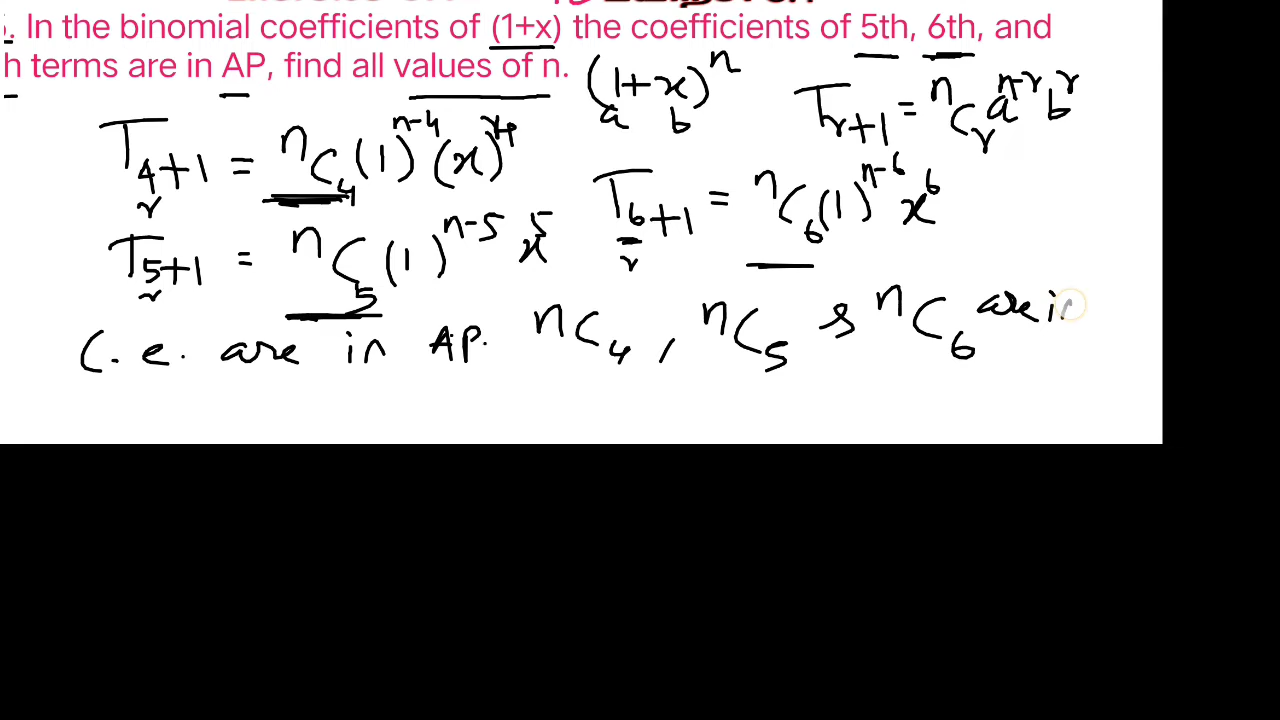 . In the binomial coefficients of (1+x) the coefficients of 5th, 6th, and
h terms are in AP, find all values of n.
(1+x)^n
a b
T_{r+1} = nC_r a^{n-r} b^r
T_{4+1} = nC_4 (1)^{n-4} (x)^4
r
T_{6+1} = nC_6 (1)^{n-6} x^6
r
T_{5+1} = nC_5 (1)^{n-5} x^5
r
C.e. are in AP. nC_4, nC_5 & nC_6 are i